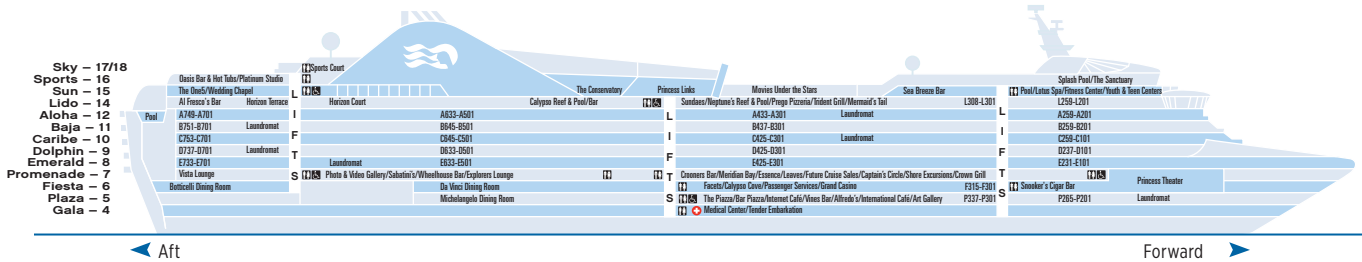 Sky – 17/18 Sports Court
Sports – 16 Oasis Bar & Hot Tubs/Platinum Studio Splash Pool/The Sanctuary
Sun – 15 The One5/Wedding Chapel The Conservatory Princess Links Movies Under the Stars Sea Breeze Bar Pool/Lotus Spa/Fitness Center/Youth & Teen Centers
Lido – 14 Al Fresco's Bar Horizon Terrace Horizon Court Calypso Reef & Pool/Bar Sundaes/Neptune's Reef & Pool/Prego Pizzeria/Trident Grill/Mermaid's Tail L308-L301 L259-L201
Aloha – 12 Pool A749-A701 A633-A501 A433-A301 Laundromat A259-A201
Baja – 11 B751-B701 Laundromat B645-B501 B437-B301 B259-B201
Caribe – 10 C753-C701 C645-C501 C425-C301 Laundromat C259-C101
Dolphin – 9 D737-D701 Laundromat D633-D501 D425-D301 D237-D101
Emerald – 8 E733-E701 Laundromat E633-E501 E425-E301 E231-E101
Promenade – 7 Vista Lounge Photo & Video Gallery/Sabatini's/Wheelhouse Bar/Explorers Lounge Crooners Bar/Meridian Bay/Essence/Leaves/Future Cruise Sales/Captain's Circle/Shore Excursions/Crown Grill Princess Theater
Fiesta – 6 Botticelli Dining Room Da Vinci Dining Room Facets/Calypso Cove/Passenger Services/Grand Casino F315-F301 Snooker's Cigar Bar
Plaza – 5 Michelangelo Dining Room The Piazza/Bar Piazza/Internet Café/Vines Bar/Alfredo's/International Café/Art Gallery P337-P301 P265-P201 Laundromat
Gala – 4 Medical Center/Tender Embarkation
LIFTS
LIFTS
LIFTS
Aft Forward